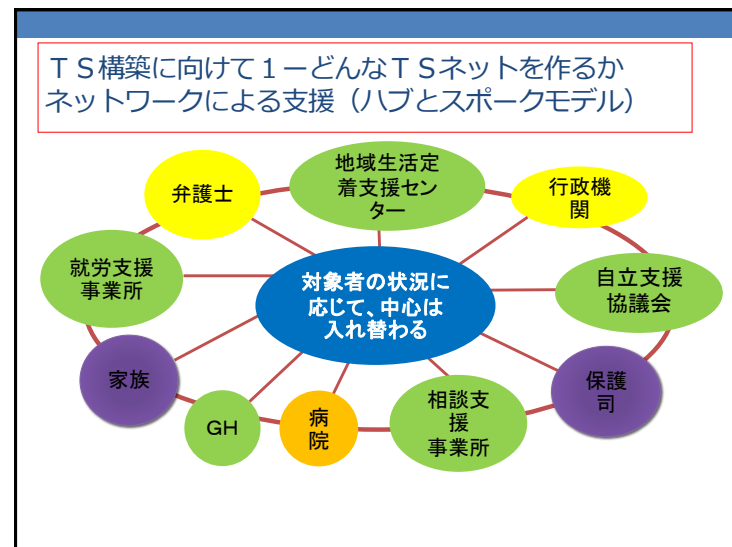 ＴＳ構築に向けて１ーどんなＴＳネットを作るか
ネットワークによる支援（ハブとスポークモデル）
地域生活定
着支援セン
ター
弁護士
行政機
関
就労支援
事業所
対象者の状況に
応じて、中心は
入れ替わる
自立支援
協議会
家族
保護
司
GH
病
院
相談支
援
事業所